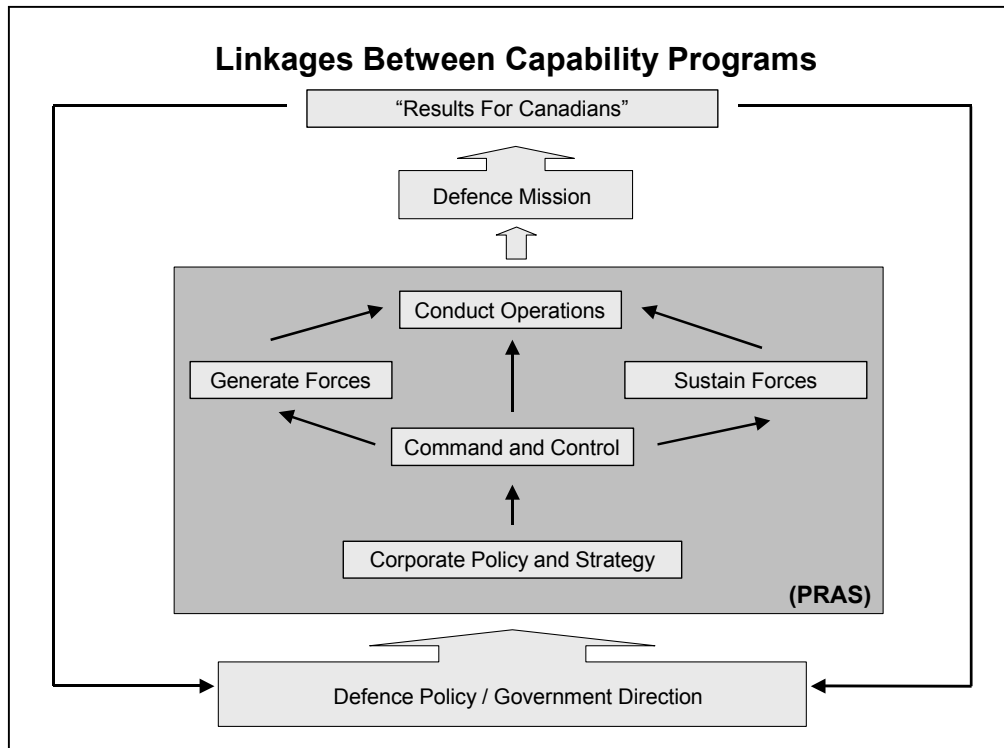 Linkages Between Capability Programs
“Results For Canadians”
Defence Mission
Conduct Operations
Generate Forces
Sustain Forces
Command and Control
Corporate Policy and Strategy
(PRAS)
Defence Policy / Government Direction